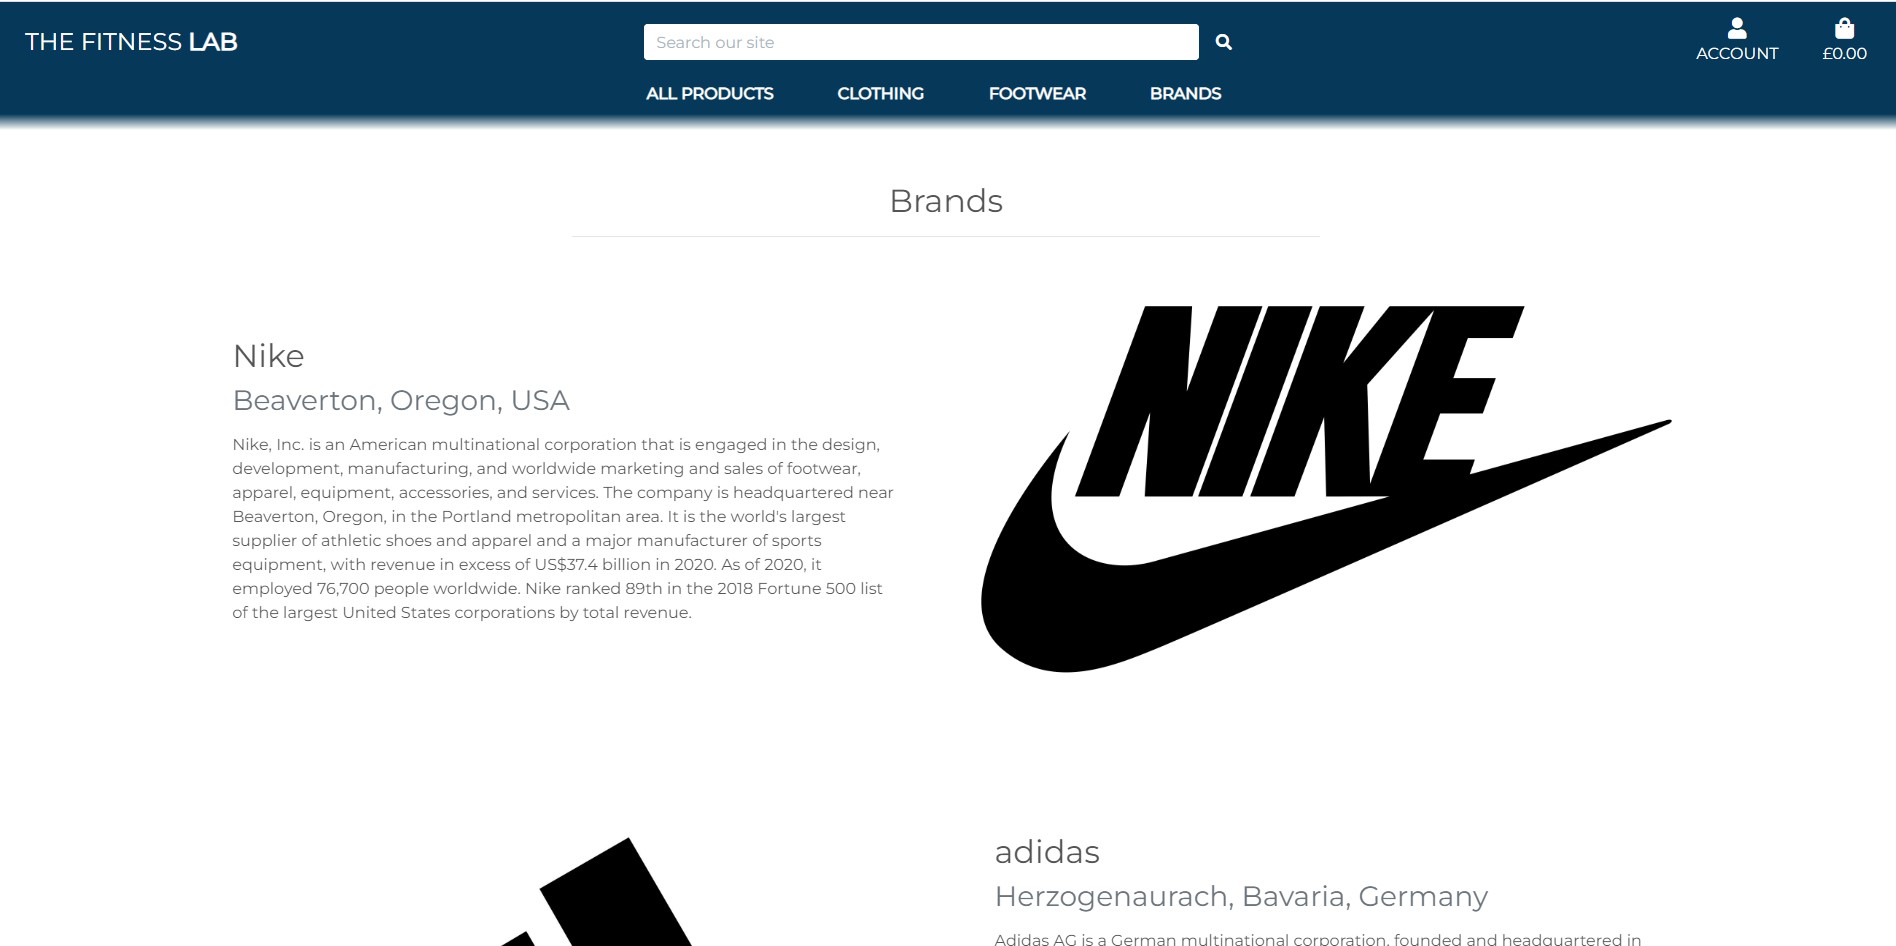 THE FITNESS LAB
Search our site
ACCOUNT
£0.00
ALL PRODUCTS
CLOTHING
FOOTWEAR
BRANDS
Brands
Nike
Beaverton, Oregon, USA
Nike, Inc. is an American multinational corporation that is engaged in the design,
development, manufacturing, and worldwide marketing and sales of footwear,
apparel, equipment, accessories, and services. The company is headquartered near
Beaverton, Oregon, in the Portland metropolitan area. It is the world's largest
supplier of athletic shoes and apparel and a major manufacturer of sports
equipment, with revenue in excess of US$37.4 billion in 2020. As of 2020, it
employed 76,700 people worldwide. Nike ranked 89th in the 2018 Fortune 500 list
of the largest United States corporations by total revenue.
NIKE
adidas
Herzogenaurach, Bavaria, Germany
Adidas AG is a German multinational corporation, founded and headquartered in